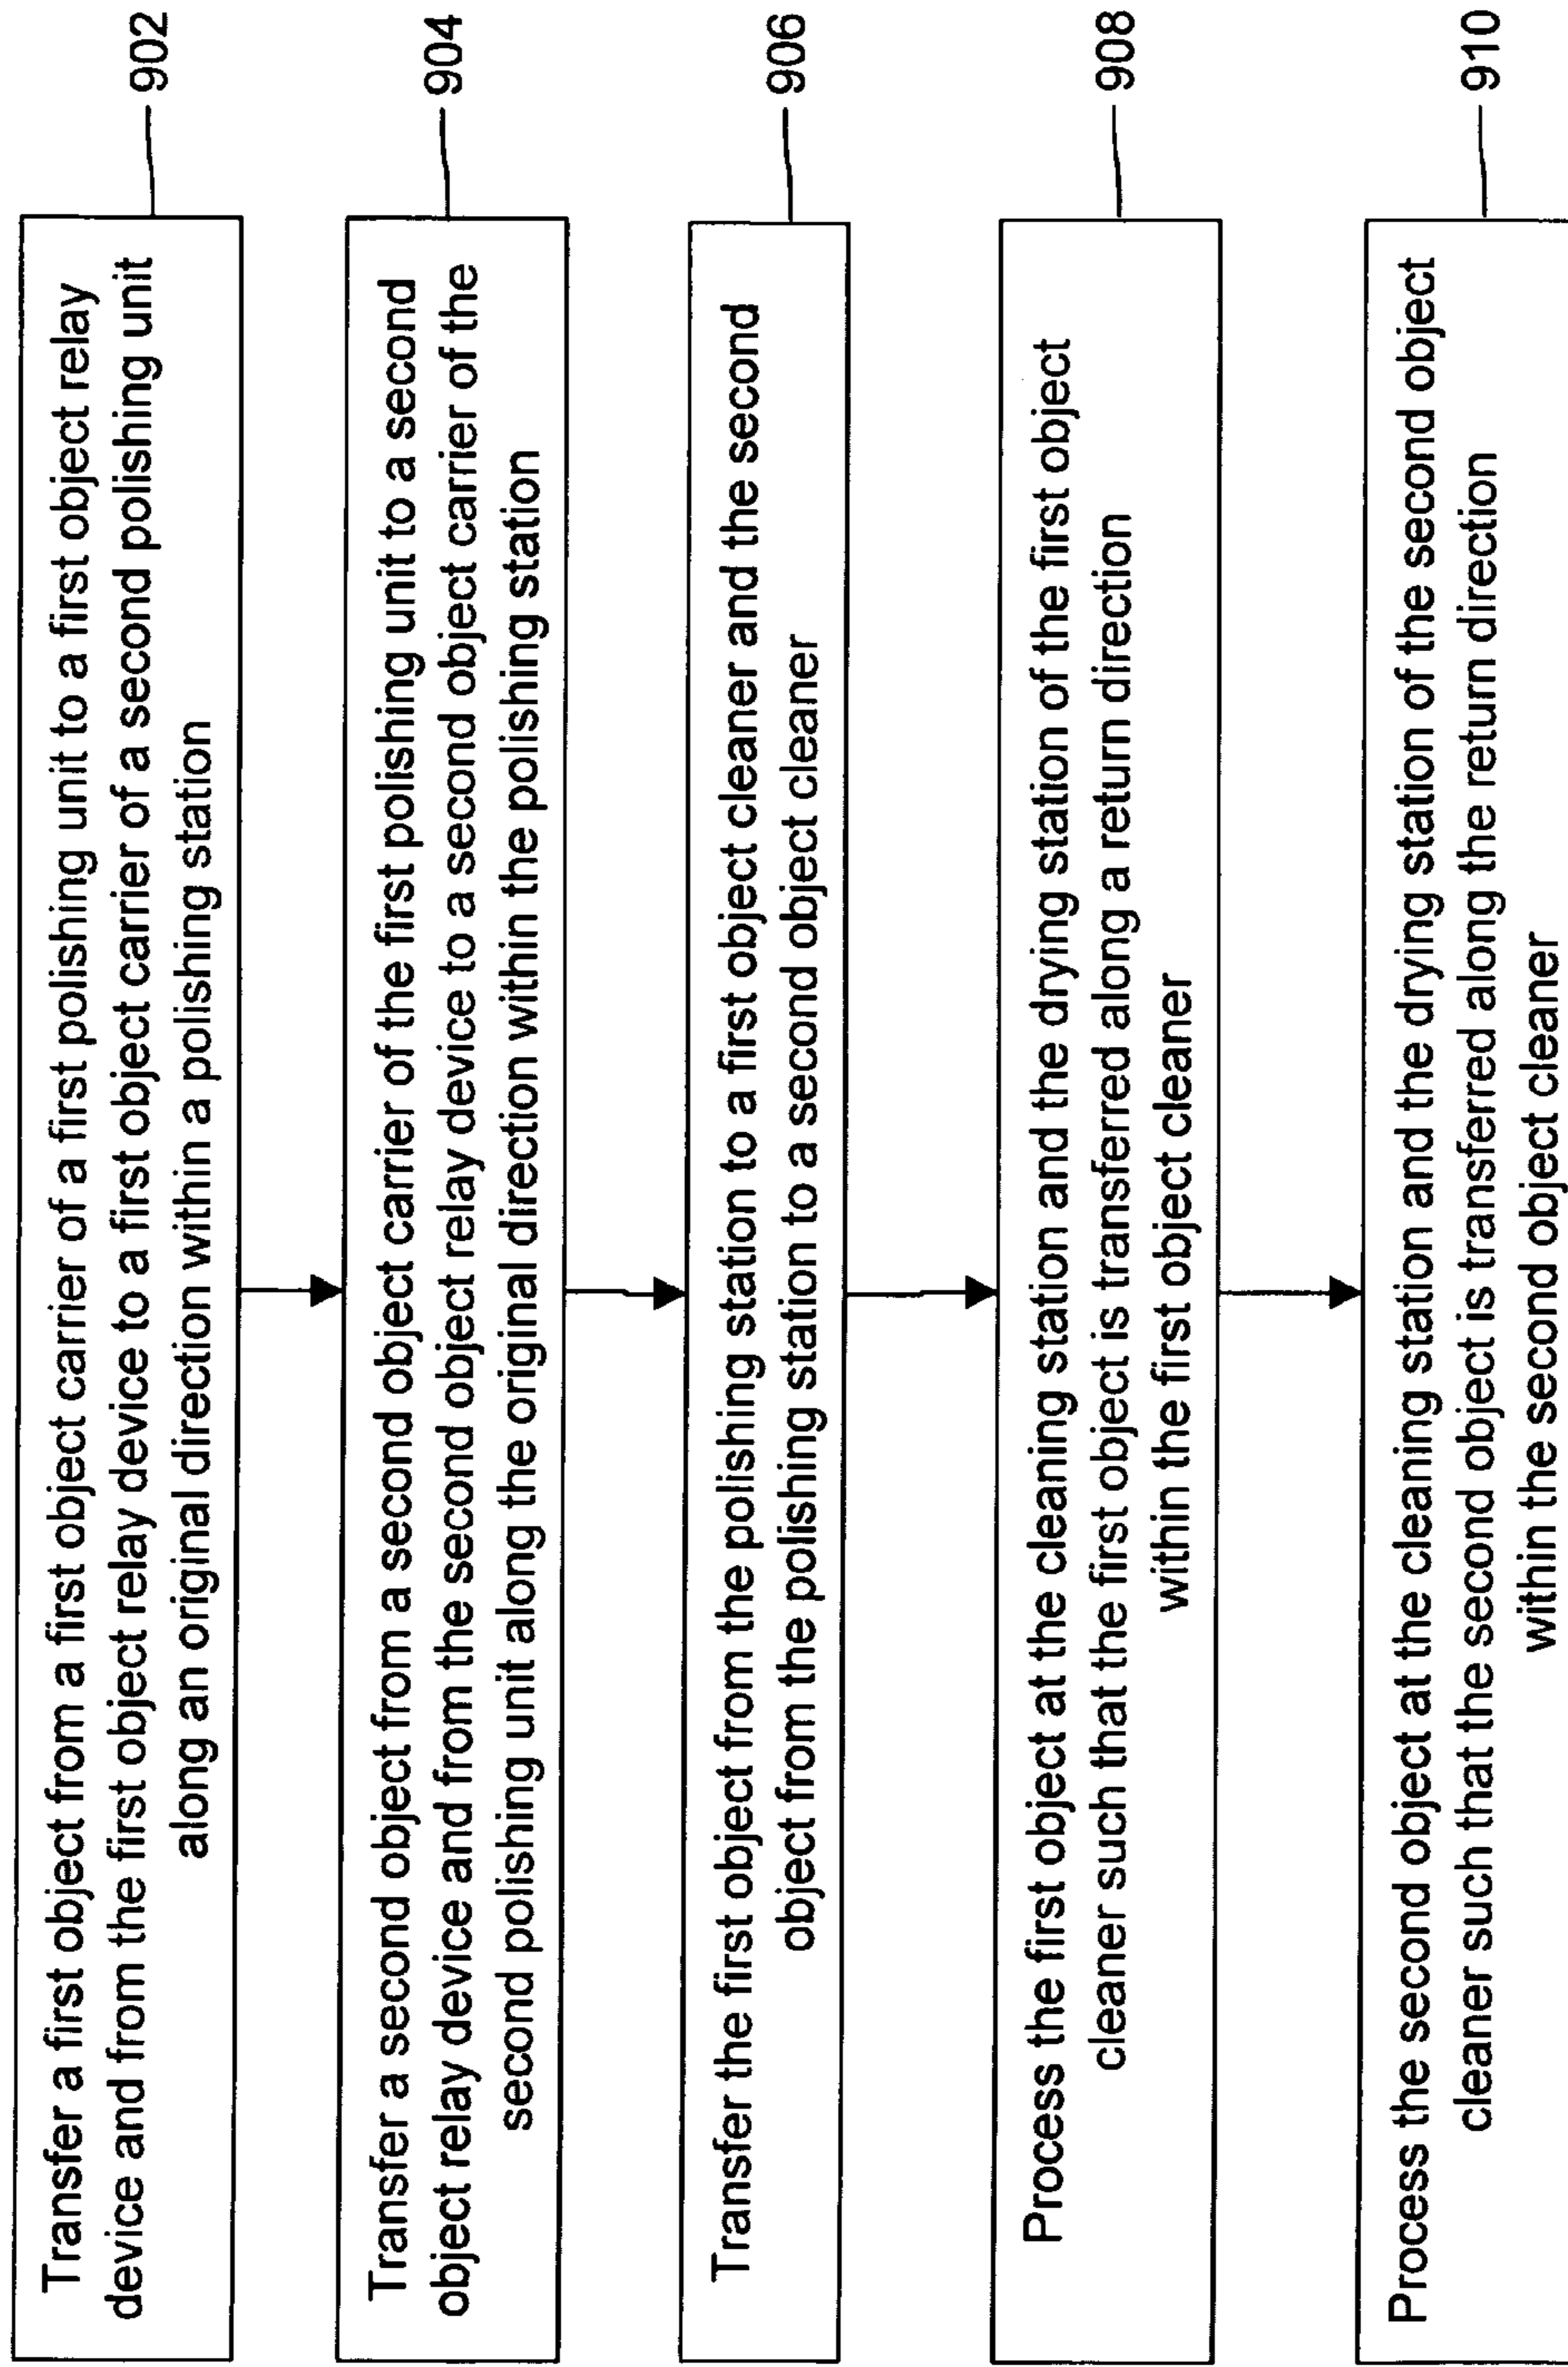 Transfer a first object from a first object carrier of a first polishing unit to a first object relay
device and from the first object relay device to a first object carrier of a second polishing unit
along an original direction within a polishing station
902
Transfer a second object from a second object carrier of the first polishing unit to a second
object relay device and from the second object relay device to a second object carrier of the
second polishing unit along the original direction within the polishing station
904
Transfer the first object from the polishing station to a first object cleaner and the second
object from the polishing station to a second object cleaner
906
Process the first object at the cleaning station and the drying station of the first object
cleaner such that the first object is transferred along a return direction
within the first object cleaner
908
Process the second object at the cleaning station and the drying station of the second object
cleaner such that the second object is transferred along the return direction
within the second object cleaner
910